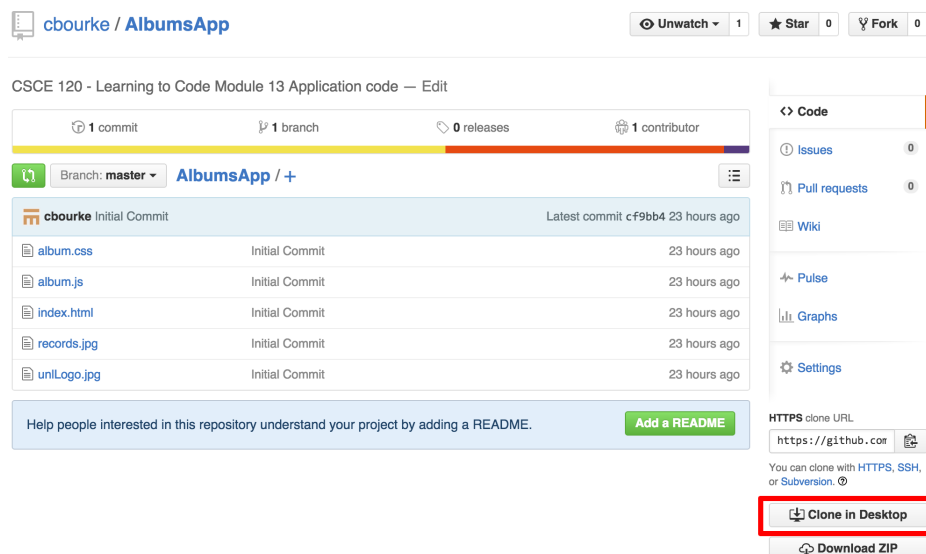 cbourke / AlbumsApp
Unwatch 1 Star 0 Fork 0
CSCE 120 - Learning to Code Module 13 Application code — Edit
1 commit 1 branch 0 releases 1 contributor
Branch: master AlbumsApp / +
cbourke Initial Commit Latest commit cf9bb4 23 hours ago
album.css Initial Commit 23 hours ago
album.js Initial Commit 23 hours ago
index.html Initial Commit 23 hours ago
records.jpg Initial Commit 23 hours ago
unlLogo.jpg Initial Commit 23 hours ago
Help people interested in this repository understand your project by adding a README. Add a README
Code
Issues 0
Pull requests 0
Wiki
Pulse
Graphs
Settings
HTTPS clone URL
https://github.com
You can clone with HTTPS, SSH,
or Subversion.
Clone in Desktop
Download ZIP